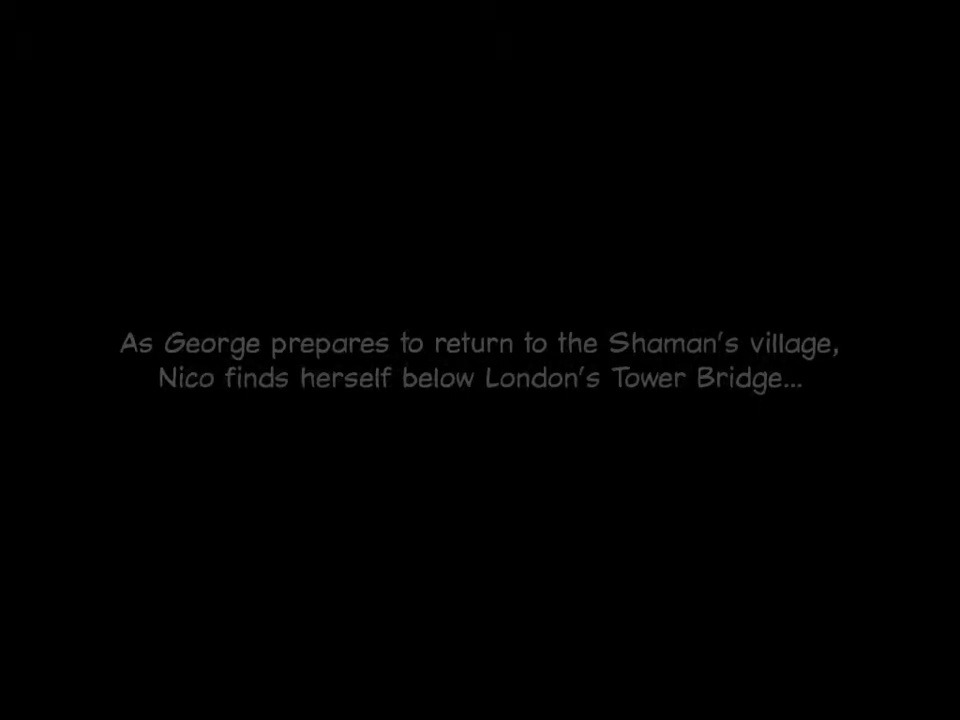 As George prepares to return to the Shaman's village,
Nico finds herself below London's Tower Bridge...